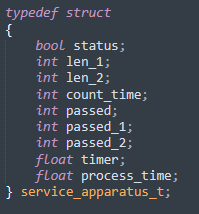 typedef struct
{
    bool status;
    int len_1;
    int len_2;
    int count_time;
    int passed;
    int passed_1;
    int passed_2;
    float timer;
    float process_time;
} service_apparatus_t;